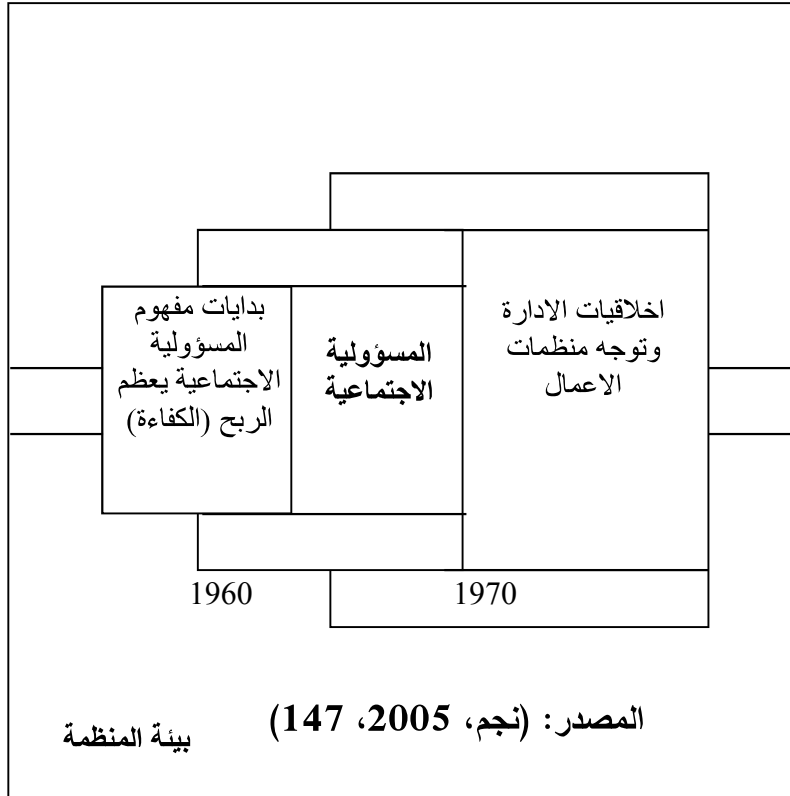 بدايات مفهوم
المسؤولية
الاجتماعية يعظم
الربح (الكفاءة)
المسؤولية
الاجتماعية
اخلاقيات الادارة
وتوجه منظمات
الاعمال
1960
1970
المصدر: (نجم، 2005، 147)
بيئة المنظمة